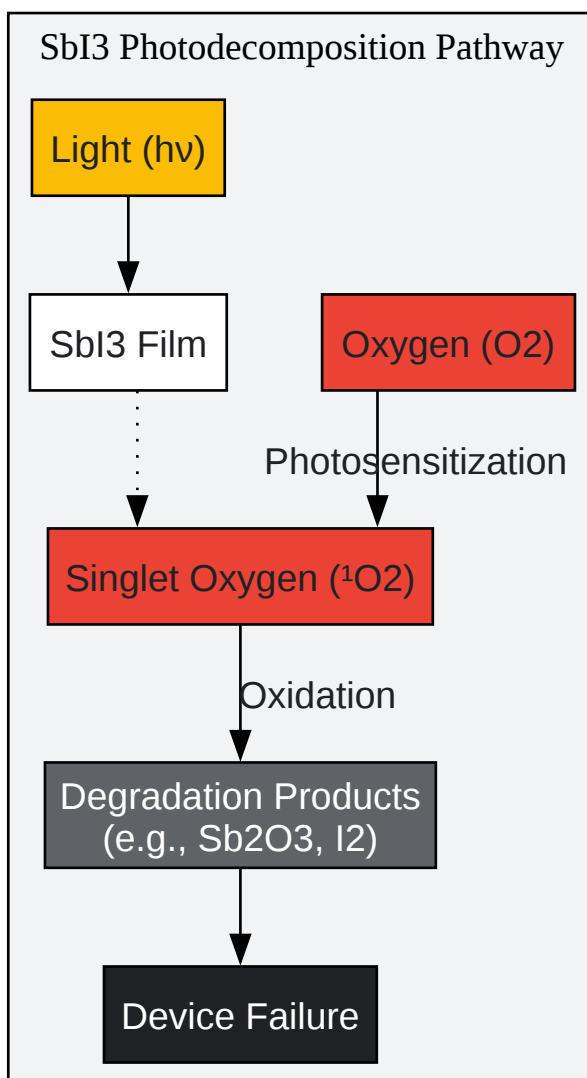 SbI3 Photodecomposition Pathway
Light (hν)
SbI3 Film
Oxygen (O2)
Photosensitization
Singlet Oxygen (¹O2)
Oxidation
Degradation Products
(e.g., Sb2O3, I2)
Device Failure